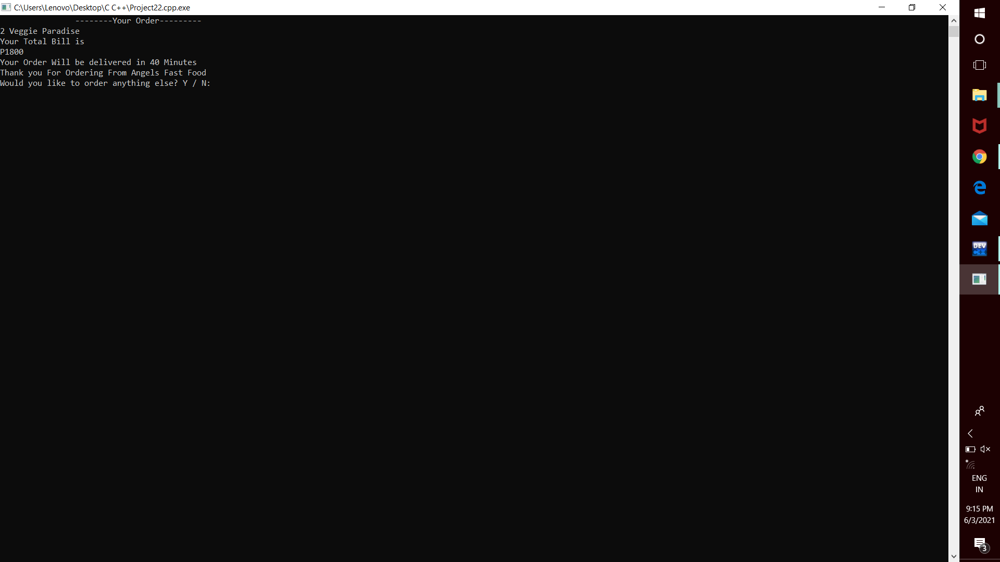 C:\Users\Lenovo\Desktop\C C++\Project22.cpp.exe
--------Your Order---------
2 Veggie Paradise
Your Total Bill is
P1800
Your Order Will be delivered in 40 Minutes
Thank you For Ordering From Angels Fast Food
Would you like to order anything else? Y / N:
DEV
C++
ENG
IN
9:15 PM
6/3/2021
3